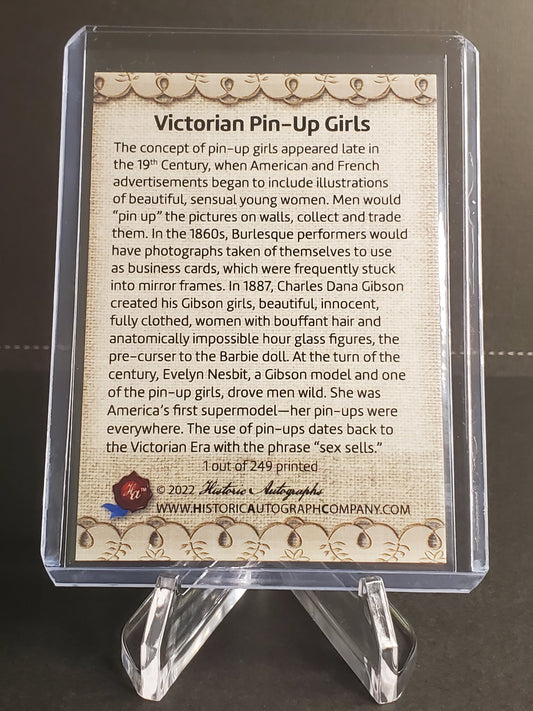 Victorian Pin-Up Girls
The concept of pin-up girls appeared late in
the 19th Century, when American and French
advertisements began to include illustrations
of beautiful, sensual young women. Men would
“pin up” the pictures on walls, collect and trade
them. In the 1860s, Burlesque performers would
have photographs taken of themselves to use
as business cards, which were frequently stuck
into mirror frames. In 1887, Charles Dana Gibson
created his Gibson girls, beautiful, innocent,
fully clothed, women with bouffant hair and
anatomically impossible hour glass figures, the
pre-curser to the Barbie doll. At the turn of the
century, Evelyn Nesbit, a Gibson model and one
of the pin-up girls, drove men wild. She was
America’s first supermodel—her pin-ups were
everywhere. The use of pin-ups dates back to
the Victorian Era with the phrase “sex sells.”
1 out of 249 printed
Ha™ © 2022 Historic Autographs
WWW.HISTORICAUTOGRAPHCOMPANY.COM